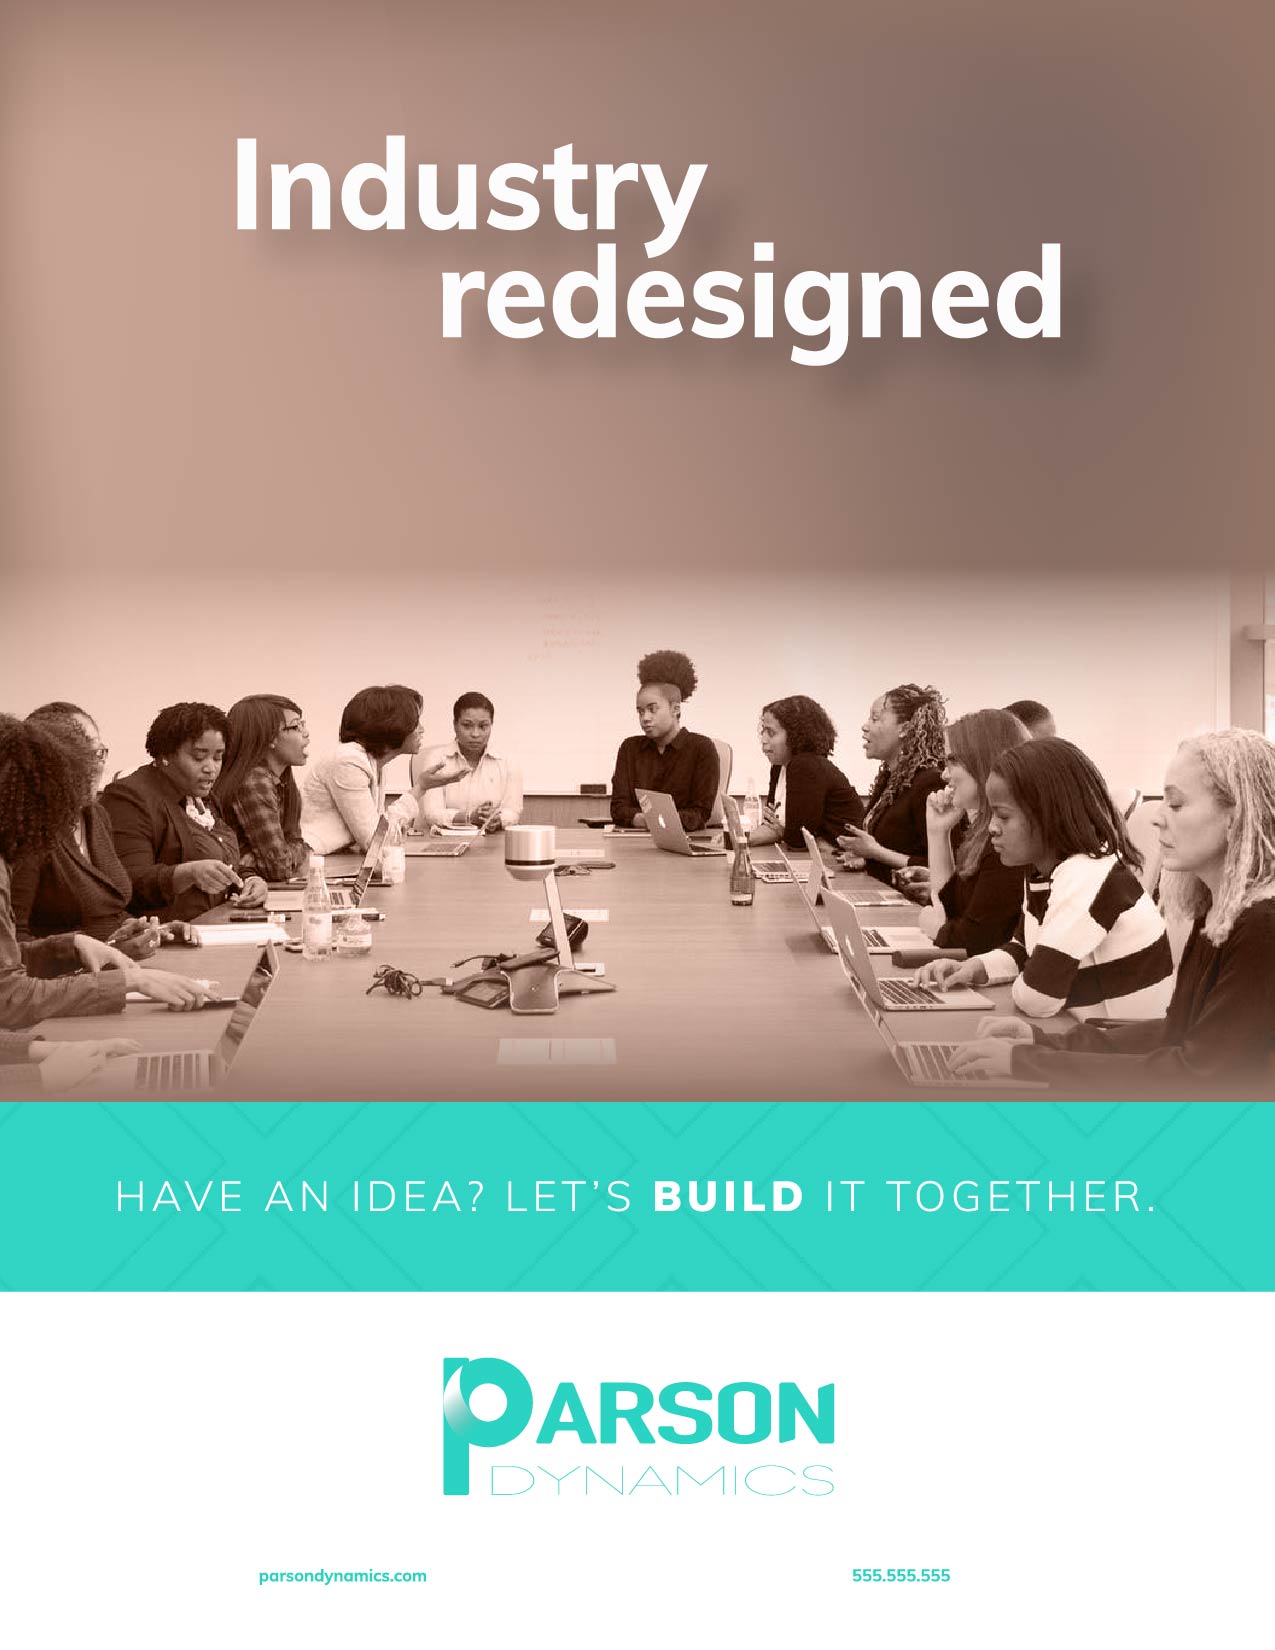 Industry
redesigned
HAVE AN IDEA? LET’S BUILD IT TOGETHER.
PARSON
DYNAMICS
parsondynamics.com
555.555.555